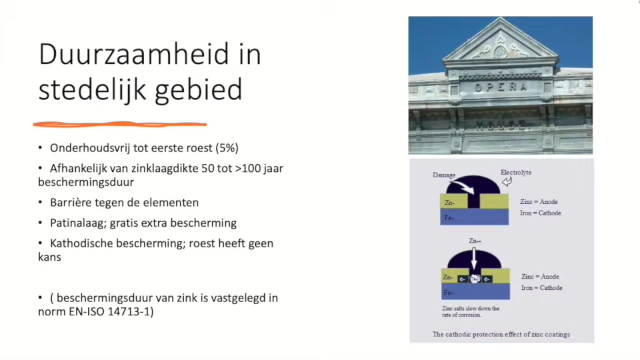 Duurzaamheid in
stedelijk gebied
• Onderhoudsvrij tot eerste roest (5%)
• Afhankelijk van zinklaagdikte 50 tot >100 jaar
beschermingsduur
• Barrière tegen de elementen
• Patinalaag; gratis extra bescherming
• Kathodische bescherming; roest heeft geen
kans
• ( beschermingsduur van zink is vastgelegd in
norm EN-ISO 14713-1)
OPERA
HOUSE
Damage
Electrolyte
Zn-
Fe-
Zinc = Anode
Iron = Cathode
Zn++
Zn-
e-
e-
Fe-
Zinc = Anode
Iron = Cathode
Zinc salts slow down the
rate of corrosion.
The cathodic protection effect of zinc coatings